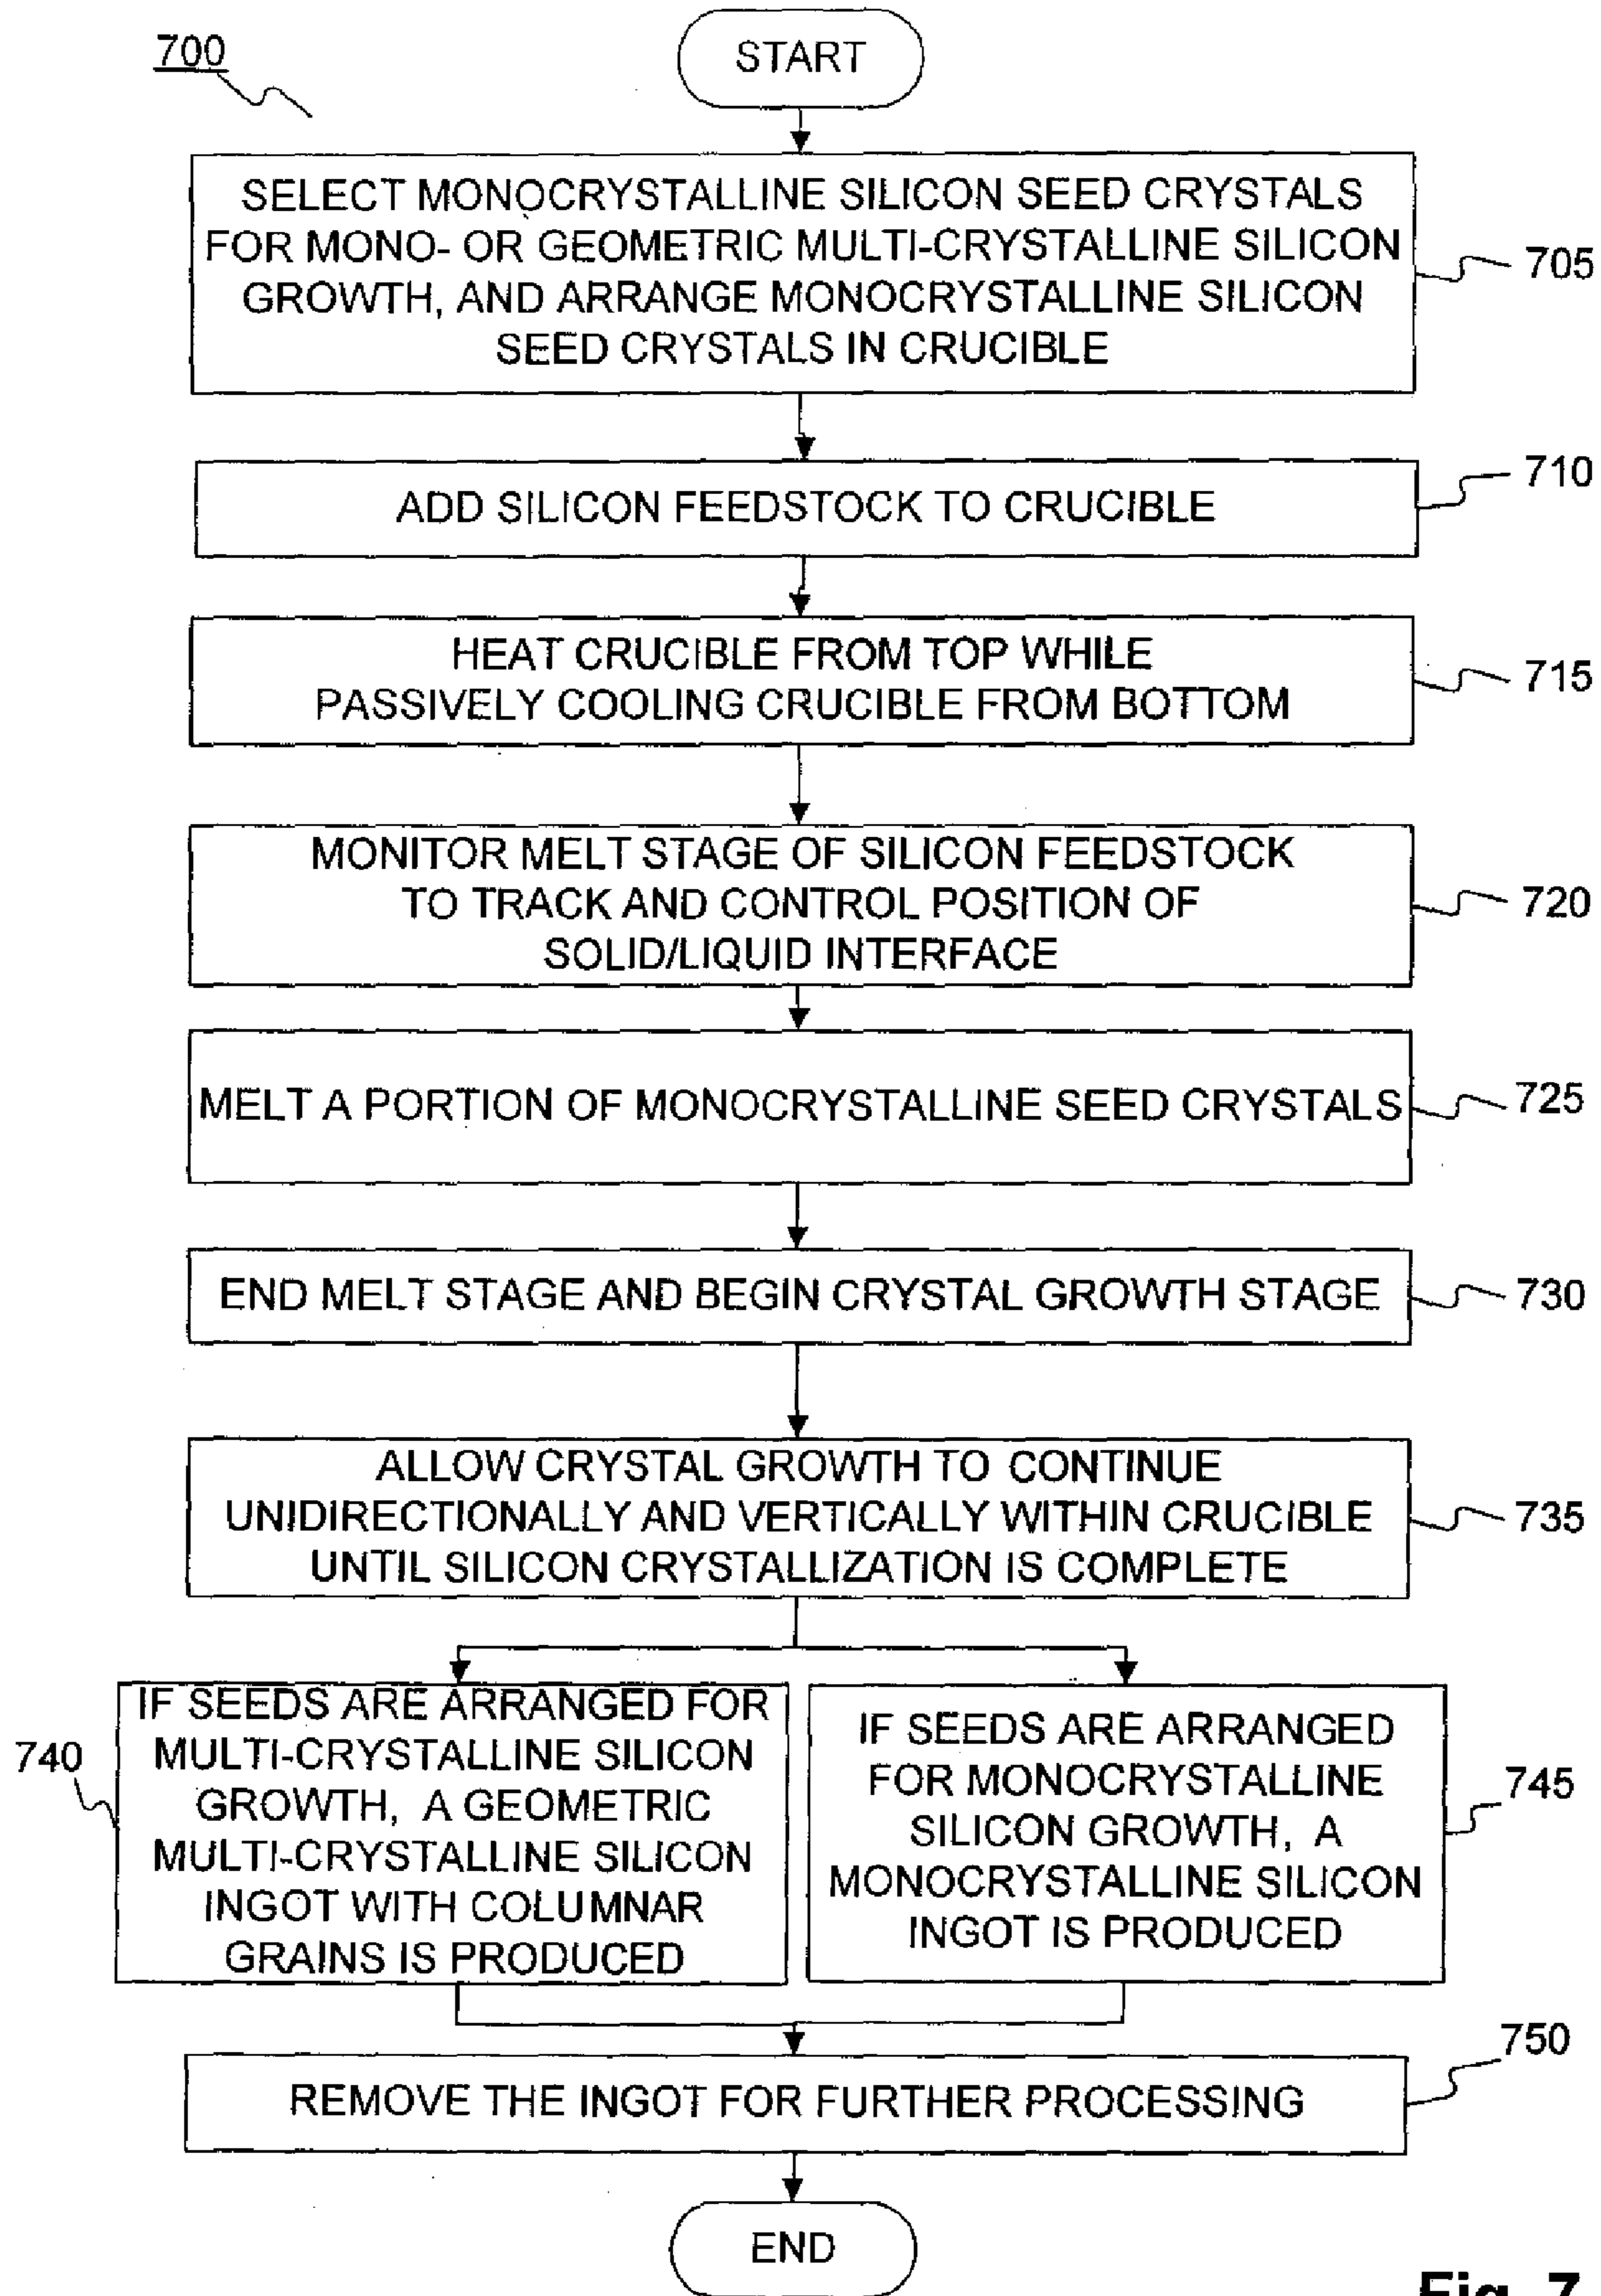 700
START
SELECT MONOCRYSTALLINE SILICON SEED CRYSTALS
FOR MONO- OR GEOMETRIC MULTI-CRYSTALLINE SILICON
GROWTH, AND ARRANGE MONOCRYSTALLINE SILICON
SEED CRYSTALS IN CRUCIBLE
705
ADD SILICON FEEDSTOCK TO CRUCIBLE
710
HEAT CRUCIBLE FROM TOP WHILE
PASSIVELY COOLING CRUCIBLE FROM BOTTOM
715
MONITOR MELT STAGE OF SILICON FEEDSTOCK
TO TRACK AND CONTROL POSITION OF
SOLID/LIQUID INTERFACE
720
MELT A PORTION OF MONOCRYSTALLINE SEED CRYSTALS
725
END MELT STAGE AND BEGIN CRYSTAL GROWTH STAGE
730
ALLOW CRYSTAL GROWTH TO CONTINUE
UNIDIRECTIONALLY AND VERTICALLY WITHIN CRUCIBLE
UNTIL SILICON CRYSTALLIZATION IS COMPLETE
735
740
IF SEEDS ARE ARRANGED FOR
MULTI-CRYSTALLINE SILICON
GROWTH, A GEOMETRIC
MULTI-CRYSTALLINE SILICON
INGOT WITH COLUMNAR
GRAINS IS PRODUCED
IF SEEDS ARE ARRANGED
FOR MONOCRYSTALLINE
SILICON GROWTH, A
MONOCRYSTALLINE SILICON
INGOT IS PRODUCED
745
REMOVE THE INGOT FOR FURTHER PROCESSING
750
END
Fig. 7